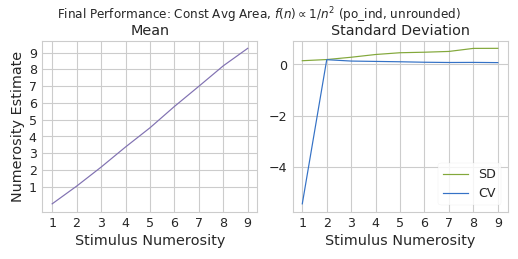 Final Performance: Const Avg Area, f(n) ∝ 1/n² (po_ind, unrounded)
Mean
Numerosity Estimate
9
8
7
6
5
4
3
2
1
1 2 3 4 5 6 7 8 9
Stimulus Numerosity
Standard Deviation
0
−2
−4
SD
CV
1 2 3 4 5 6 7 8 9
Stimulus Numerosity